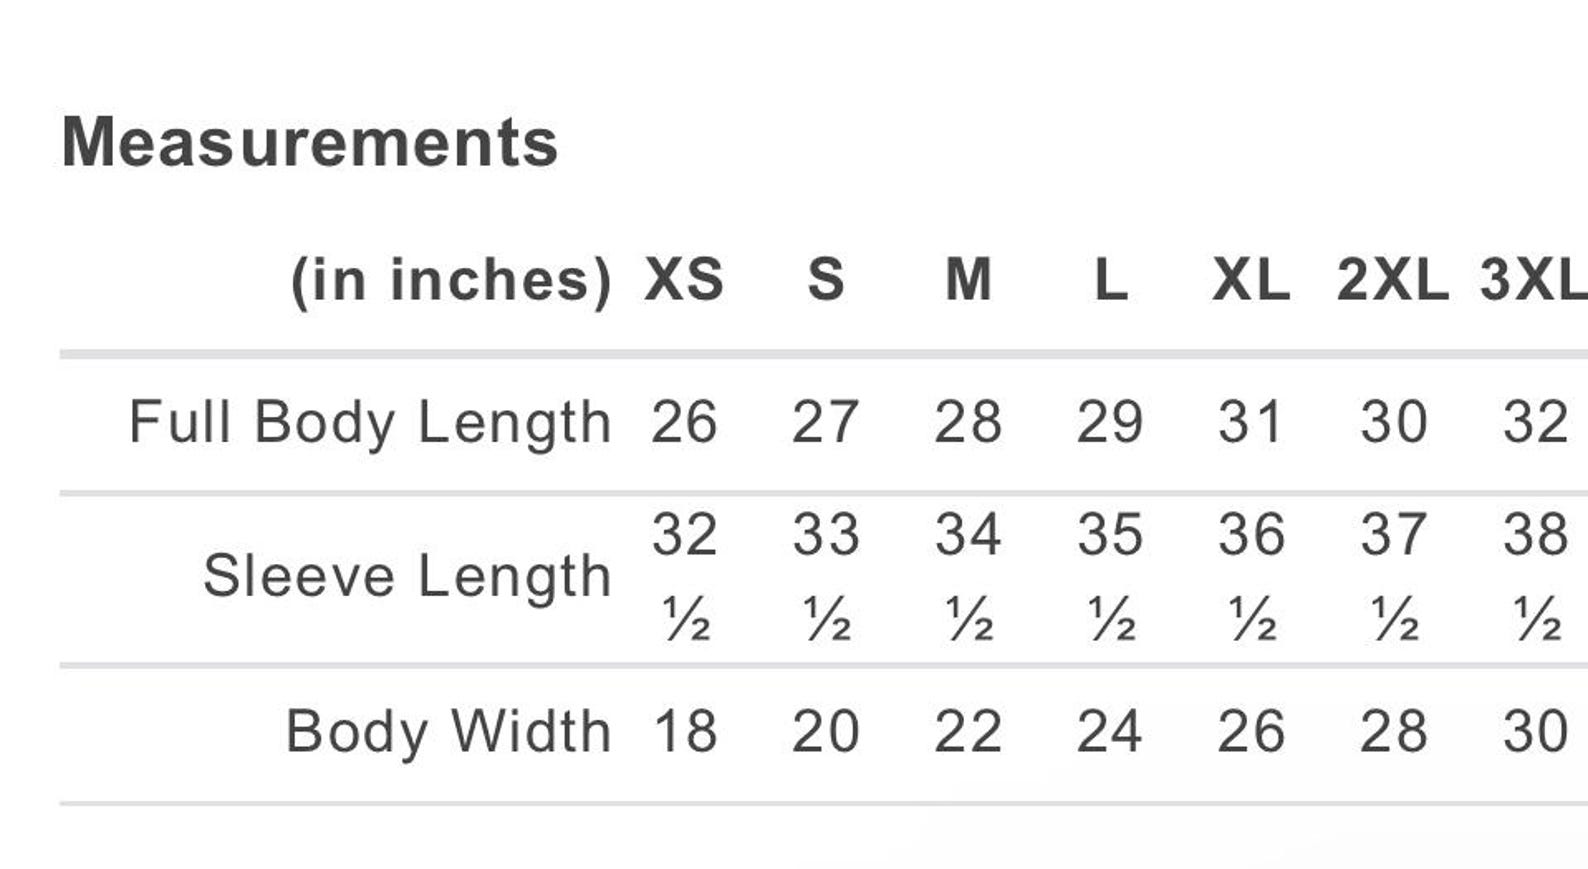 Measurements
(in inches) XS S M L XL 2XL 3XL
Full Body Length 26 27 28 29 31 30 32
Sleeve Length 32 ½ 33 ½ 34 ½ 35 ½ 36 ½ 37 ½ 38 ½
Body Width 18 20 22 24 26 28 30